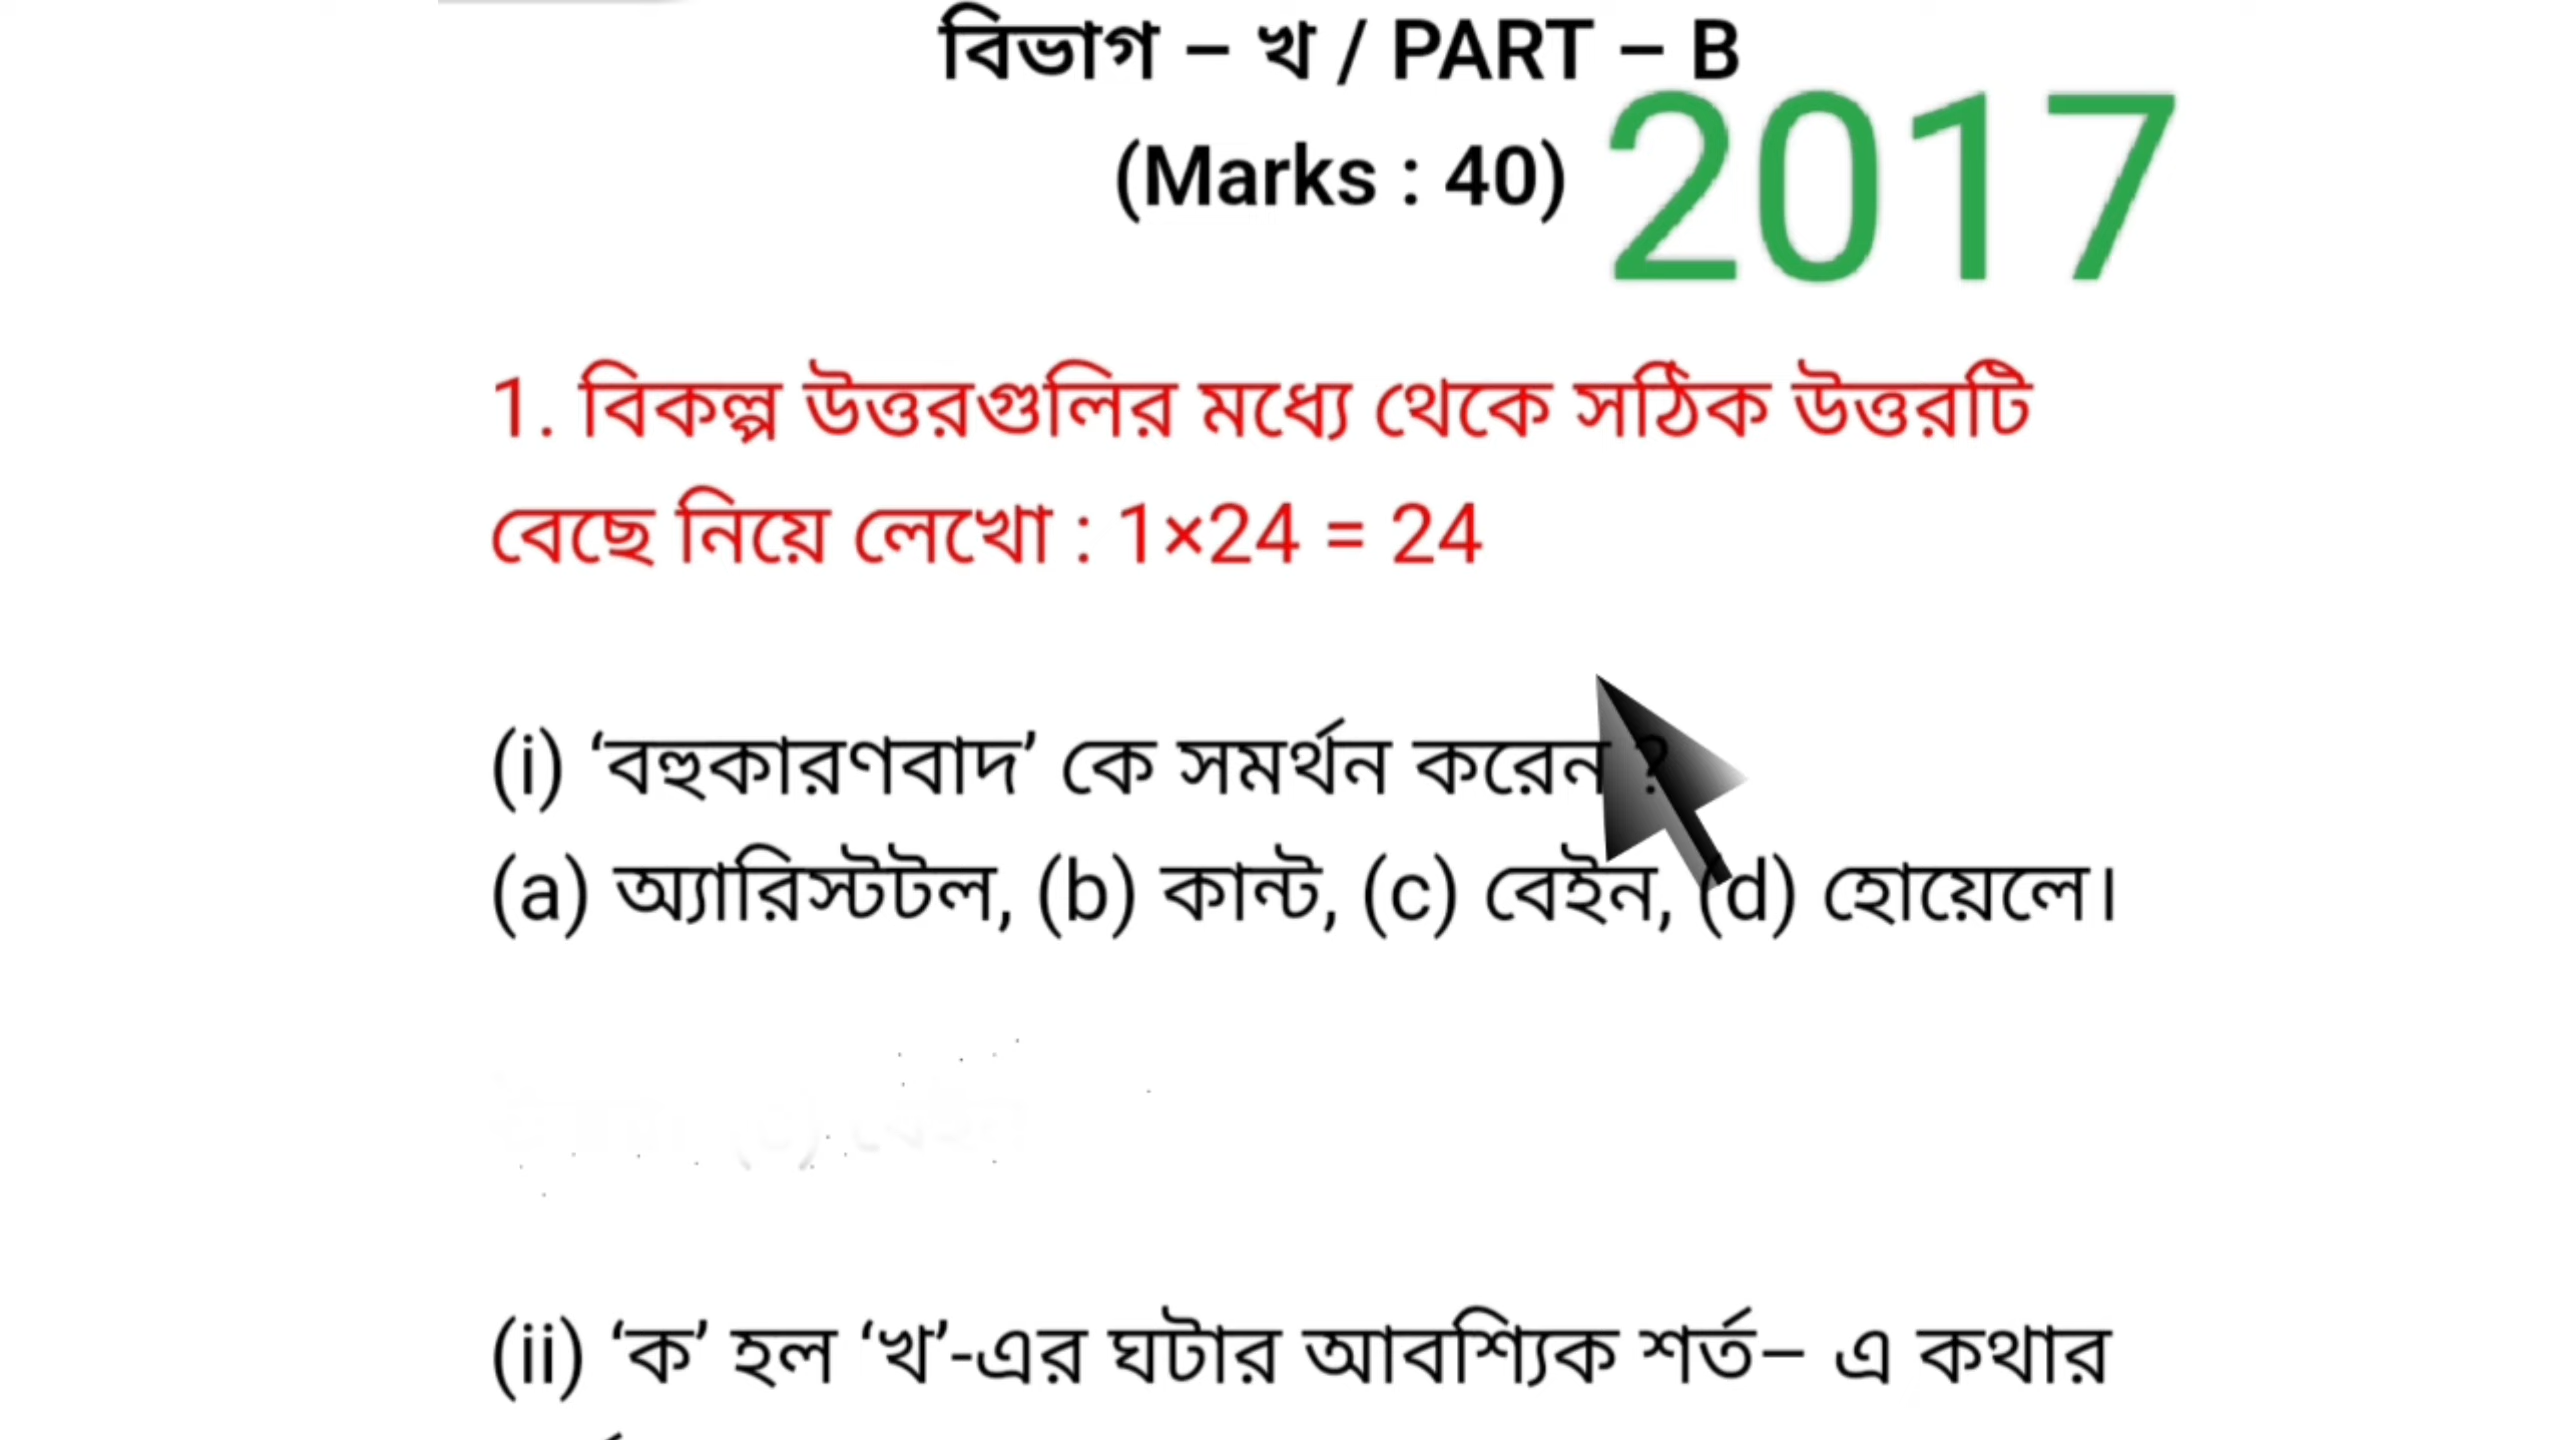 বিভাগ – খ / PART – B
(Marks : 40) 2017
1. বিকল্প উত্তরগুলির মধ্যে থেকে সঠিক উত্তরটি
বেছে নিয়ে লেখো : 1×24 = 24
(i) ‘বহুকারণবাদ’ কে সমর্থন করেন ?
(a) অ্যারিস্টটল, (b) কান্ট, (c) বেইন, (d) হোয়েলে।
(ii) ‘ক’ হল ‘খ’-এর ঘটার আবশ্যিক শর্ত– এ কথার